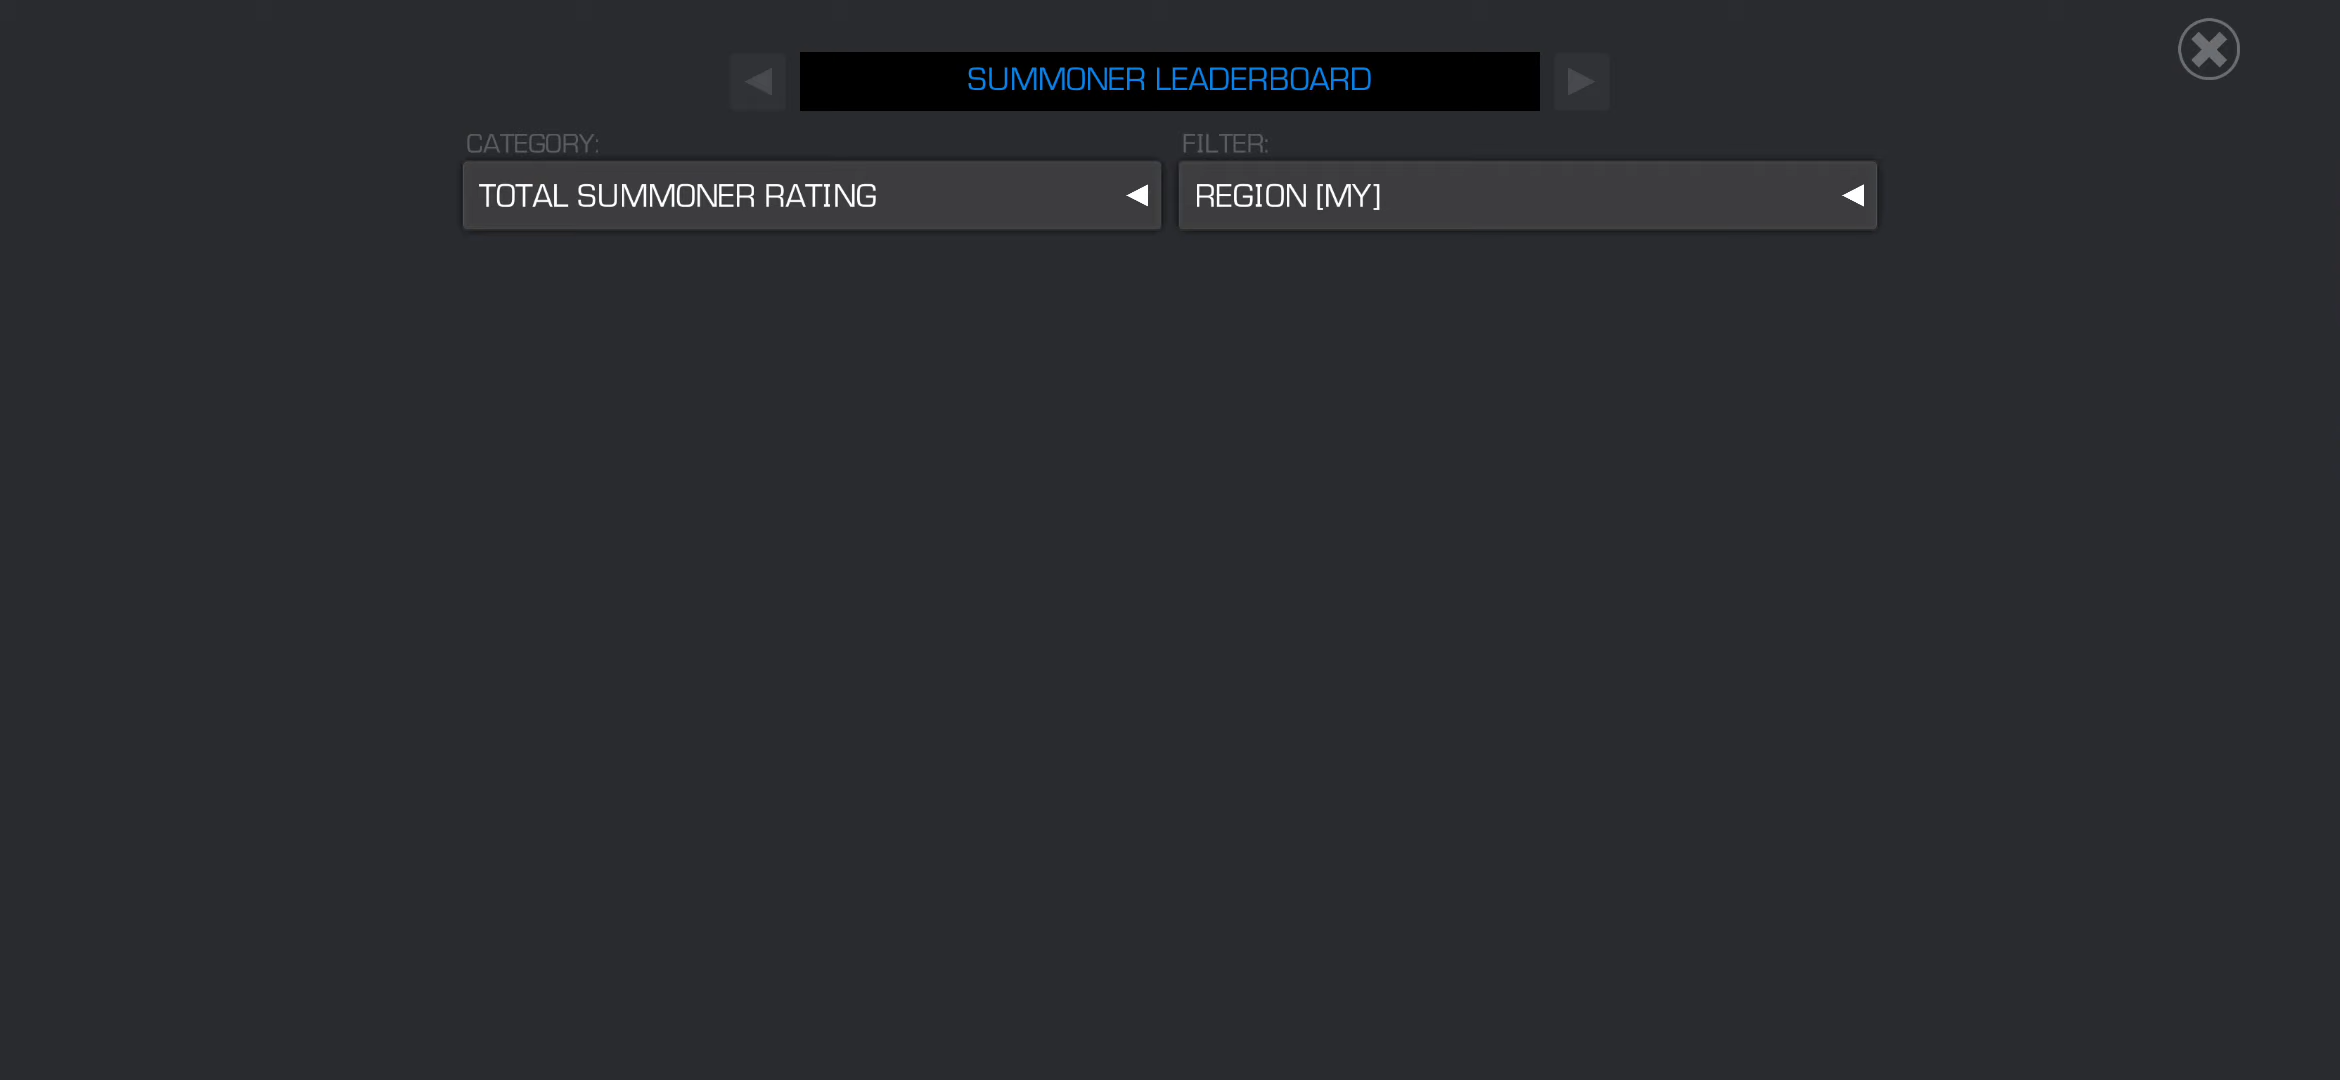 SUMMONER LEADERBOARD
CATEGORY:
TOTAL SUMMONER RATING
FILTER:
REGION [MY]